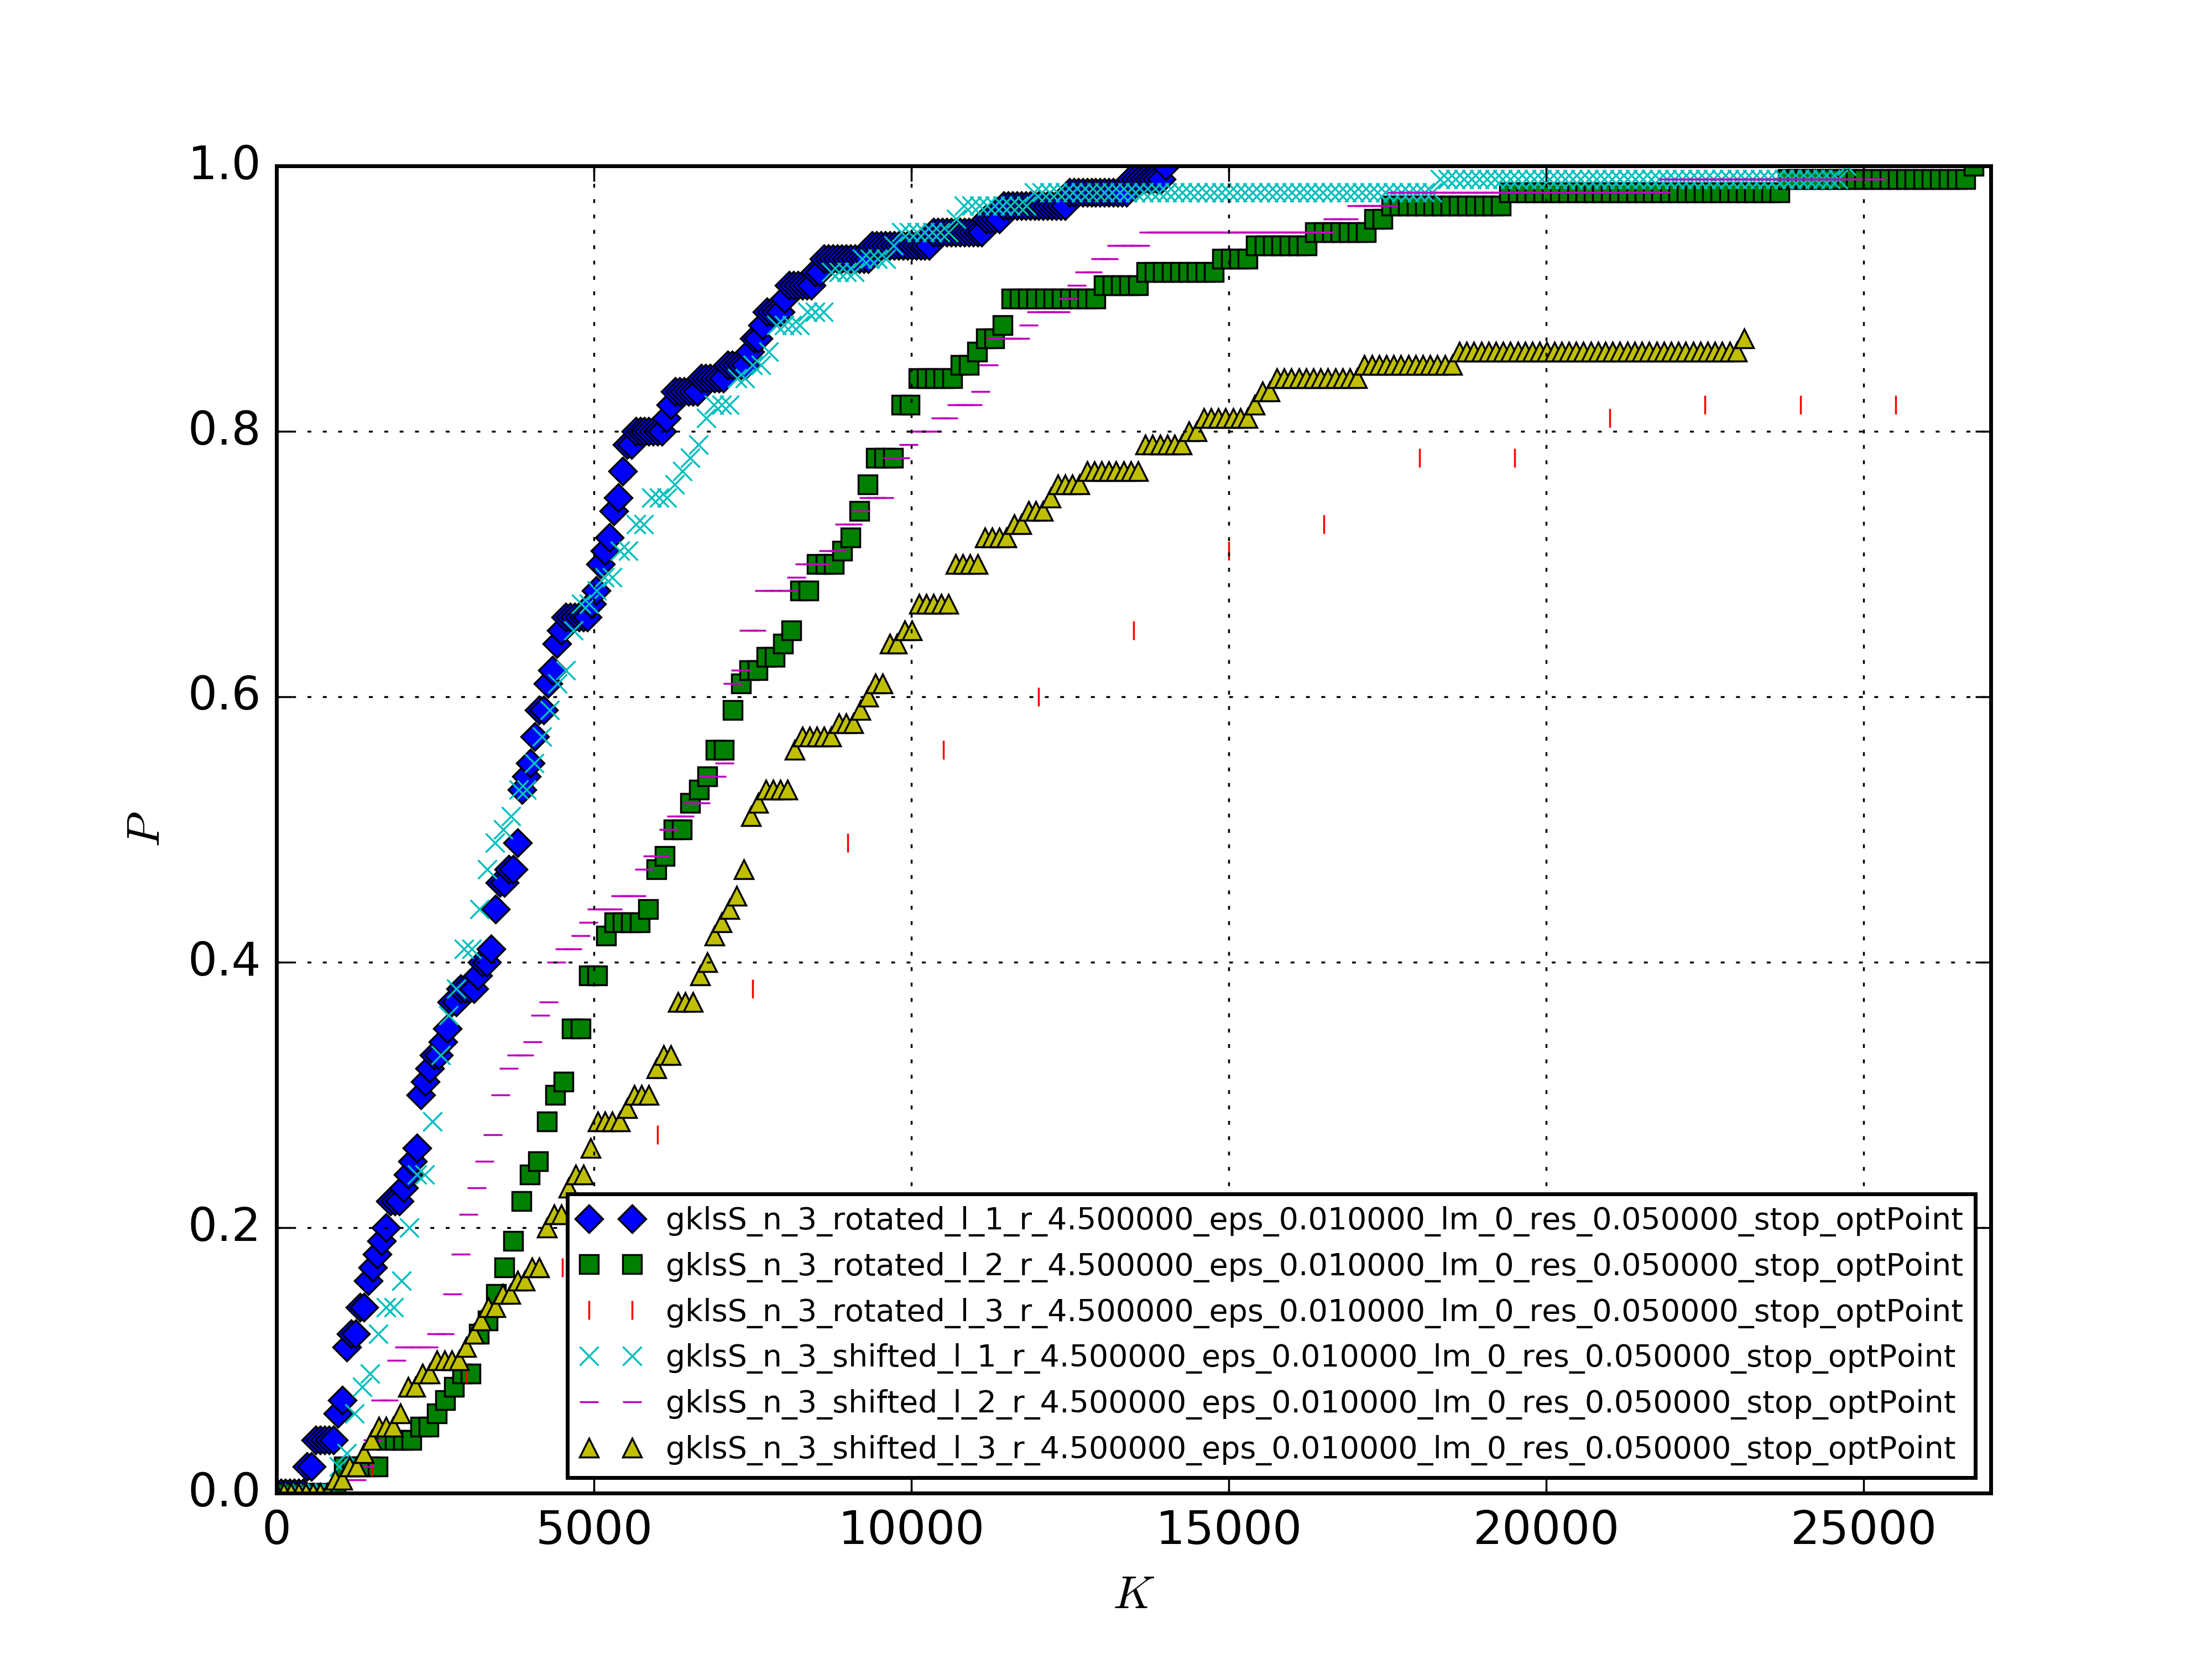 1.0
0.8
0.6
0.4
0.2
0.0
P
0 5000 10000 15000 20000 25000
K
gklsS_n_3_rotated_l_1_r_4.500000_eps_0.010000_lm_0_res_0.050000_stop_optPoint
gklsS_n_3_rotated_l_2_r_4.500000_eps_0.010000_lm_0_res_0.050000_stop_optPoint
gklsS_n_3_rotated_l_3_r_4.500000_eps_0.010000_lm_0_res_0.050000_stop_optPoint
gklsS_n_3_shifted_l_1_r_4.500000_eps_0.010000_lm_0_res_0.050000_stop_optPoint
gklsS_n_3_shifted_l_2_r_4.500000_eps_0.010000_lm_0_res_0.050000_stop_optPoint
gklsS_n_3_shifted_l_3_r_4.500000_eps_0.010000_lm_0_res_0.050000_stop_optPoint